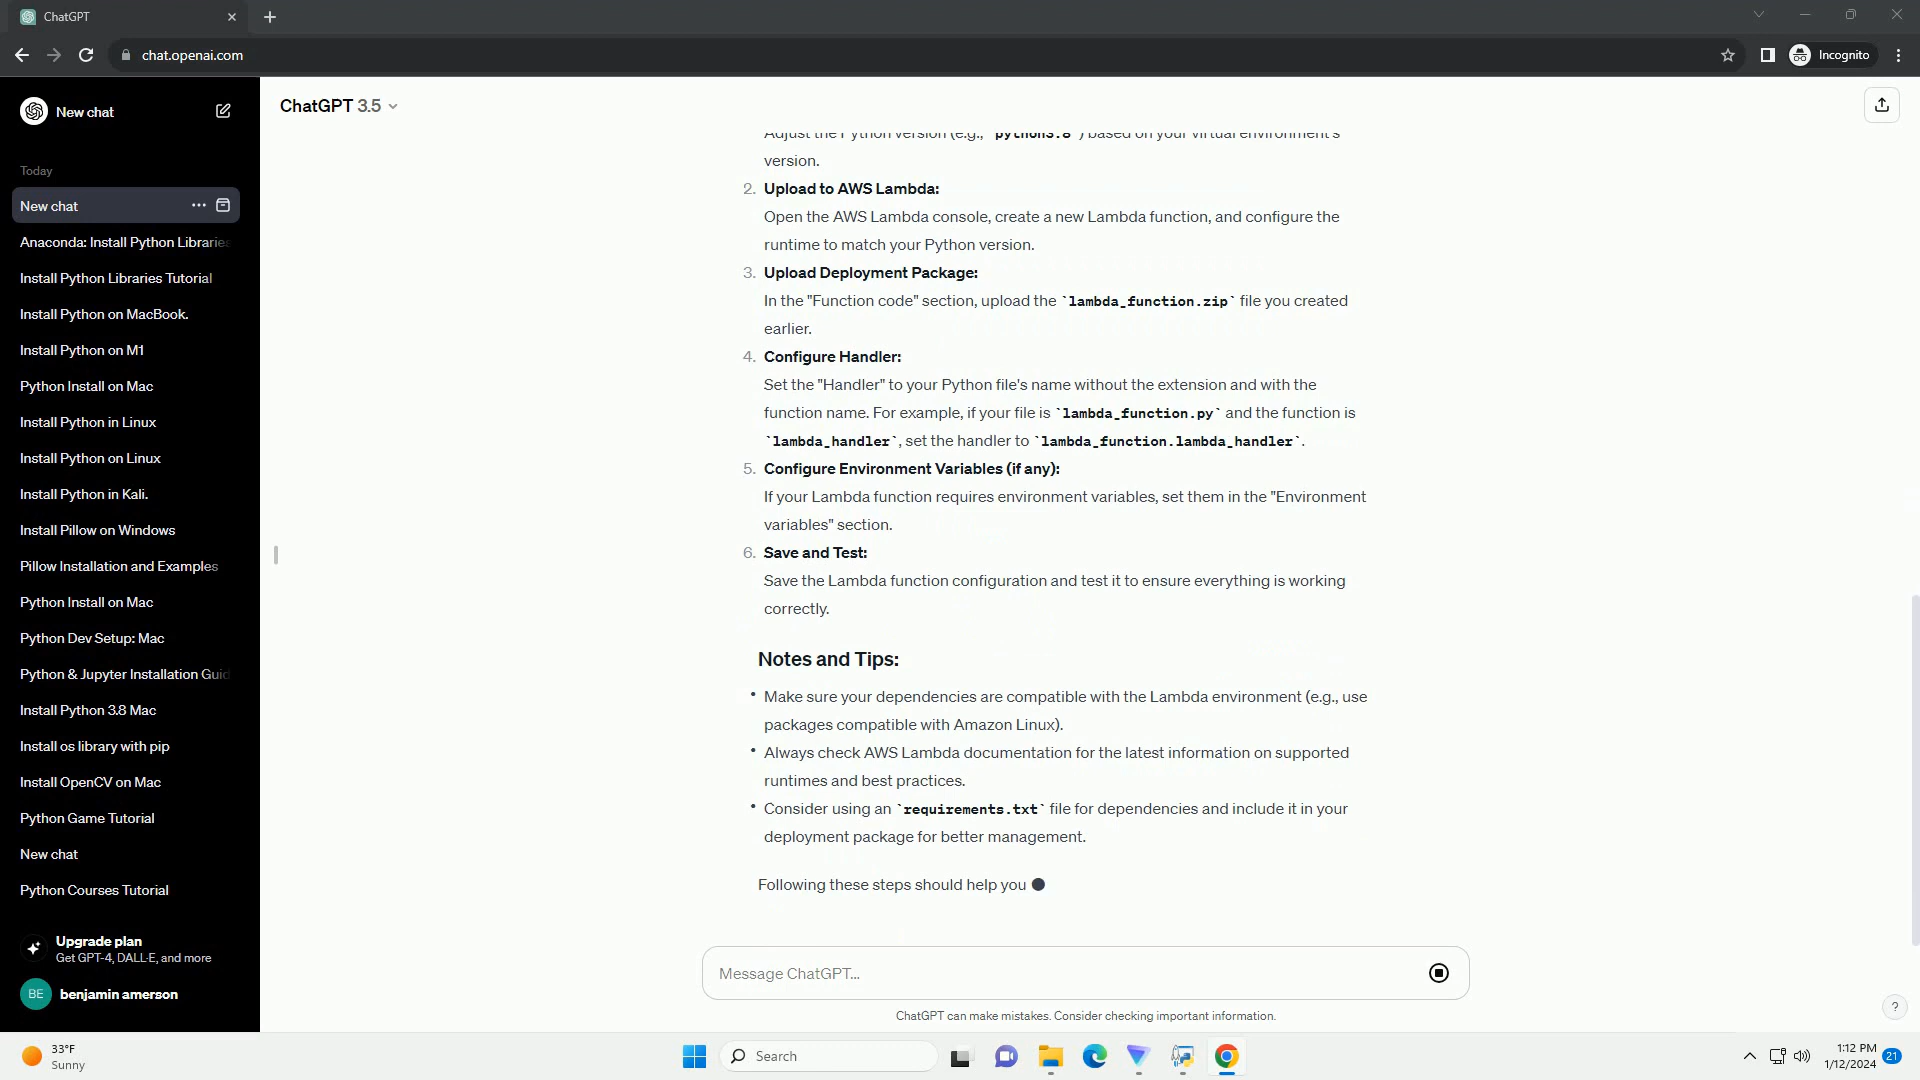 ChatGPT
chat.openai.com
Incognito
New chat
ChatGPT 3.5
Today
New chat
Anaconda: Install Python Libraries
Install Python Libraries Tutorial
Install Python on MacBook.
Install Python on M1
Python Install on Mac
Install Python in Linux
Install Python on Linux
Install Python in Kali.
Install Pillow on Windows
Pillow Installation and Examples
Python Install on Mac
Python Dev Setup: Mac
Python & Jupyter Installation Guid
Install Python 3.8 Mac
Install os library with pip
Install OpenCV on Mac
Python Game Tutorial
New chat
Python Courses Tutorial
Upgrade plan
Get GPT-4, DALL·E, and more
BE benjamin amerson
Adjust the Python version (e.g., `python3.8`) based on your virtual environment's
version.
2. Upload to AWS Lambda:
Open the AWS Lambda console, create a new Lambda function, and configure the
runtime to match your Python version.
3. Upload Deployment Package:
In the "Function code" section, upload the `lambda_function.zip` file you created
earlier.
4. Configure Handler:
Set the "Handler" to your Python file's name without the extension and with the
function name. For example, if your file is `lambda_function.py` and the function is
`lambda_handler`, set the handler to `lambda_function.lambda_handler`.
5. Configure Environment Variables (if any):
If your Lambda function requires environment variables, set them in the "Environment
variables" section.
6. Save and Test:
Save the Lambda function configuration and test it to ensure everything is working
correctly.
Notes and Tips:
• Make sure your dependencies are compatible with the Lambda environment (e.g., use
packages compatible with Amazon Linux).
• Always check AWS Lambda documentation for the latest information on supported
runtimes and best practices.
• Consider using an `requirements.txt` file for dependencies and include it in your
deployment package for better management.
Following these steps should help you
Message ChatGPT...
ChatGPT can make mistakes. Consider checking important information.
?
33°F
Sunny
Search
1:12 PM
1/12/2024
21